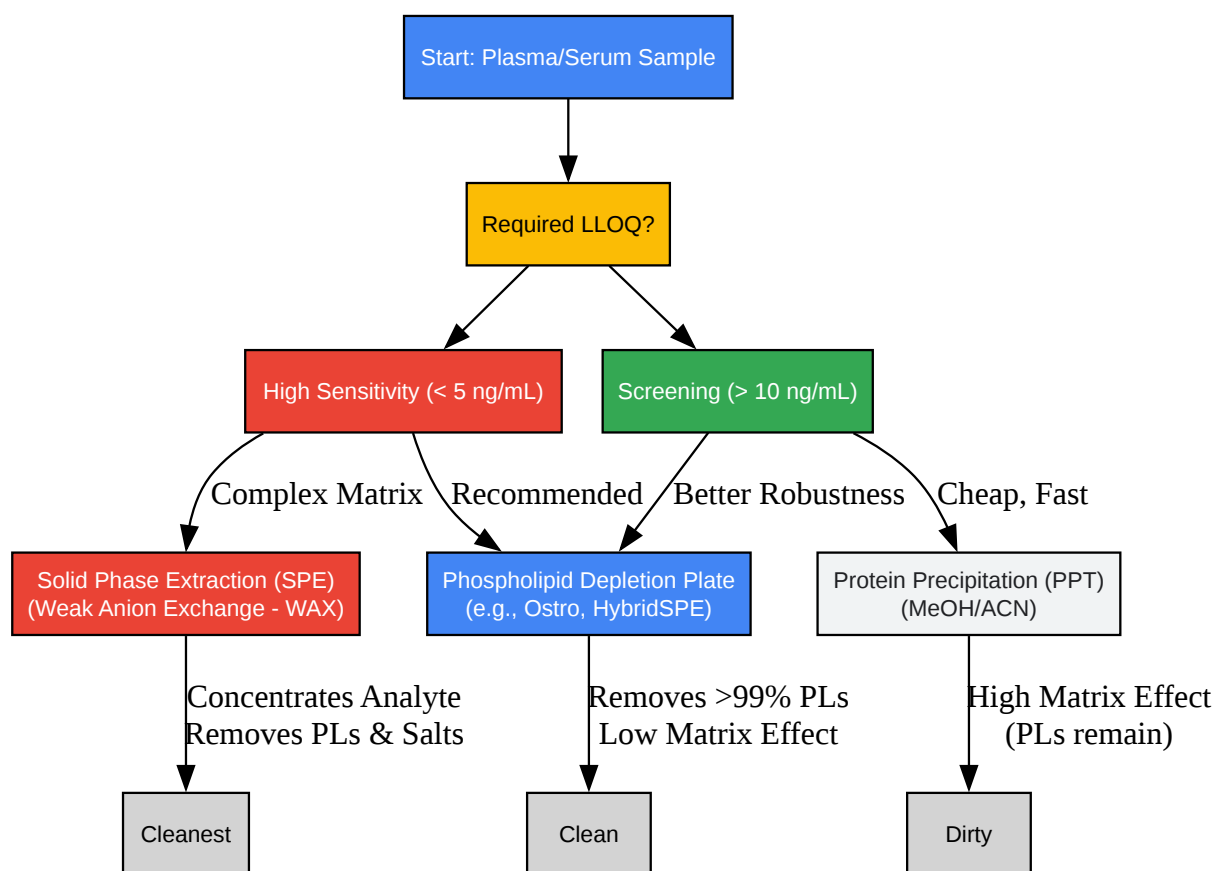 Start: Plasma/Serum Sample
Required LLOQ?
High Sensitivity (< 5 ng/mL)
Screening (> 10 ng/mL)
Complex Matrix
Recommended
Better Robustness
Cheap, Fast
Solid Phase Extraction (SPE)
(Weak Anion Exchange - WAX)
Phospholipid Depletion Plate
(e.g., Ostro, HybridSPE)
Protein Precipitation (PPT)
(MeOH/ACN)
Concentrates Analyte
Removes PLs & Salts
Removes >99% PLs
Low Matrix Effect
High Matrix Effect
(PLs remain)
Cleanest
Clean
Dirty